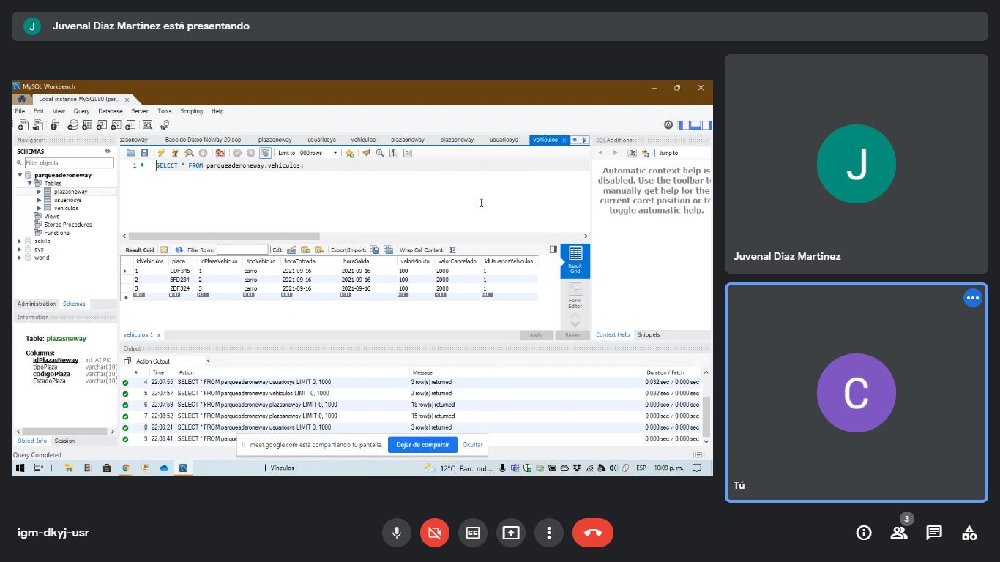 J Juvenal Diaz Martinez está presentando
MySQL Workbench
Local instance MySQL80 (par...
File Edit View Query Database Server Tools Scripting Help
Navigator
SCHEMAS
Filter objects
parqueaderoneway
Tables
plazasneway
usuariosys
vehiculos
Views
Stored Procedures
Functions
sakila
sys
world
Administration Schemas
Information
Table: plazasneway
Columns:
idPlazasNeway int AI PK
tipoPlaza varchar(10)
codigoPlaza varchar(10)
EstadoPlaza varchar(10)
Object Info Session
Query Completed
azasneway Base de Datos NeWay 20 sep plazasneway usuariosys vehiculos plazasneway plazasneway usuariosys vehiculos
Limit to 1000 rows
1 SELECT * FROM parqueaderoneway.vehiculos;
Result Grid Filter Rows: Edit: Export/Import: Wrap Cell Content:
idVehiculos placa idPlazaVehiculo tipoVehiculo horaEntrada horaSalida valorMinuto valorCancelado idUsuariosVehiculos
1 CDF345 1 carro 2021-09-16 2021-09-16 100 2000 1
2 BFD234 2 carro 2021-09-16 2021-09-16 100 2000 1
3 ZDF324 3 carro 2021-09-16 2021-09-16 100 2000 1
NULL NULL NULL NULL NULL NULL NULL NULL NULL
Result Grid
Form Editor
vehiculos 1
Apply Revert
SQLAdditions
Jump to
Automatic context help is
disabled. Use the toolbar to
manually get help for the
current caret position or to
toggle automatic help.
Context Help Snippets
Output
Action Output
# Time Action Message Duration / Fetch
4 22:07:55 SELECT * FROM parqueaderoneway.usuariosys LIMIT 0, 1000 3 row(s) returned 0.032 sec / 0.000 sec
5 22:07:57 SELECT * FROM parqueaderoneway.vehiculos LIMIT 0, 1000 3 row(s) returned 0.032 sec / 0.000 sec
6 22:07:59 SELECT * FROM parqueaderoneway.plazasneway LIMIT 0, 1000 15 row(s) returned 0.000 sec / 0.000 sec
7 22:08:52 SELECT * FROM parqueaderoneway.plazasneway LIMIT 0, 1000 15 row(s) returned 0.000 sec / 0.000 sec
8 22:09:21 SELECT * FROM parqueaderoneway.usuariosys LIMIT 0, 1000 3 row(s) returned 0.000 sec / 0.000 sec
9 22:09:41 SELECT * FROM parque 0.000 sec / 0.000 sec
meet.google.com está compartiendo tu pantalla. Dejar de compartir Ocultar
Vínculos 12°C Parc. nub... ESP 10:09 p. m.
J
Juvenal Diaz Martinez
C
Tú
igm-dkyj-usr
CC
3